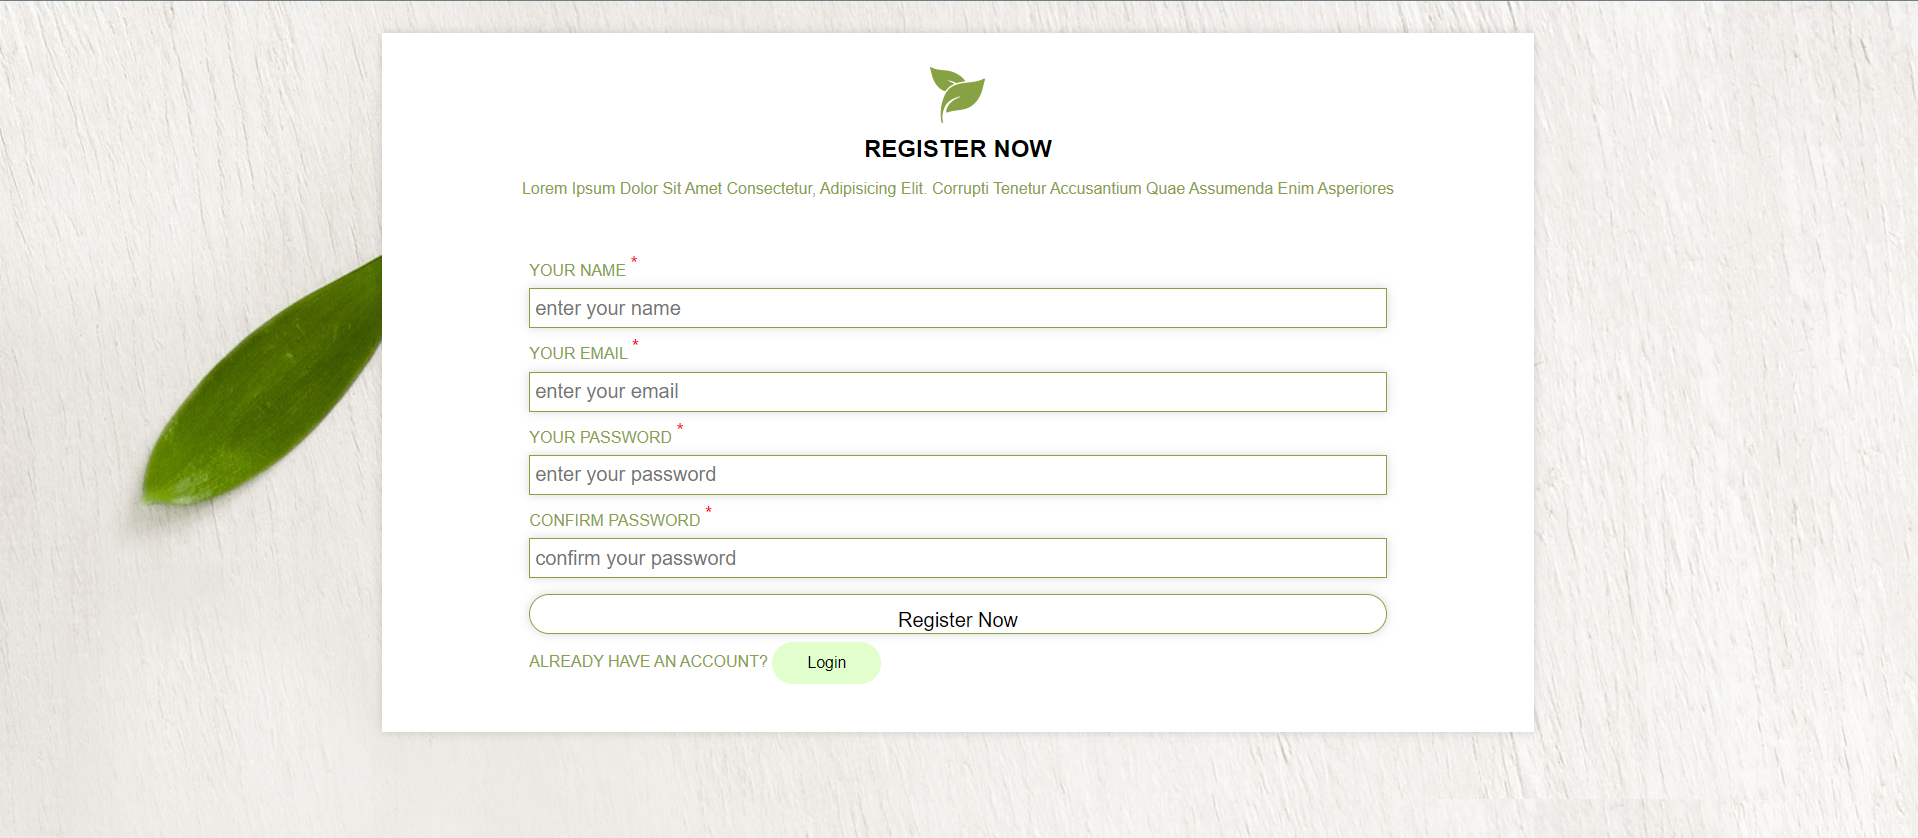 REGISTER NOW
Lorem Ipsum Dolor Sit Amet Consectetur, Adipisicing Elit. Corrupti Tenetur Accusantium Quae Assumenda Enim Asperiores
YOUR NAME *
enter your name
YOUR EMAIL *
enter your email
YOUR PASSWORD *
enter your password
CONFIRM PASSWORD *
confirm your password
Register Now
ALREADY HAVE AN ACCOUNT? Login